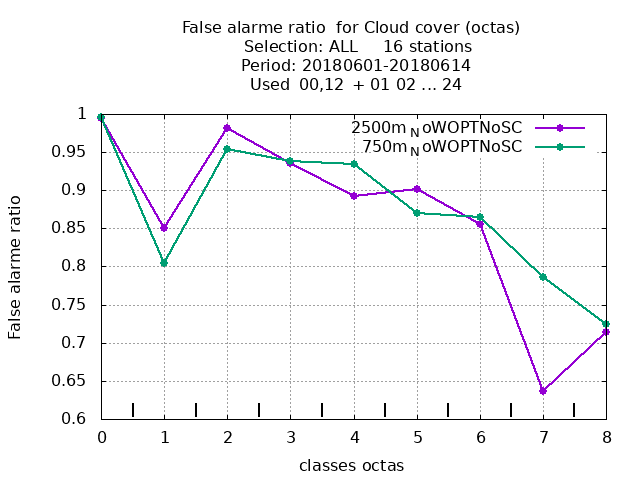 False alarme ratio  for Cloud cover (octas)
Selection: ALL     16 stations
Period: 20180601-20180614
Used  00,12  + 01 02 ... 24
2500m_NoWOPTNoSC
750m_NoWOPTNoSC
1
0.95
0.9
0.85
0.8
0.75
0.7
0.65
0.6
False alarme ratio
0 1 2 3 4 5 6 7 8
classes octas